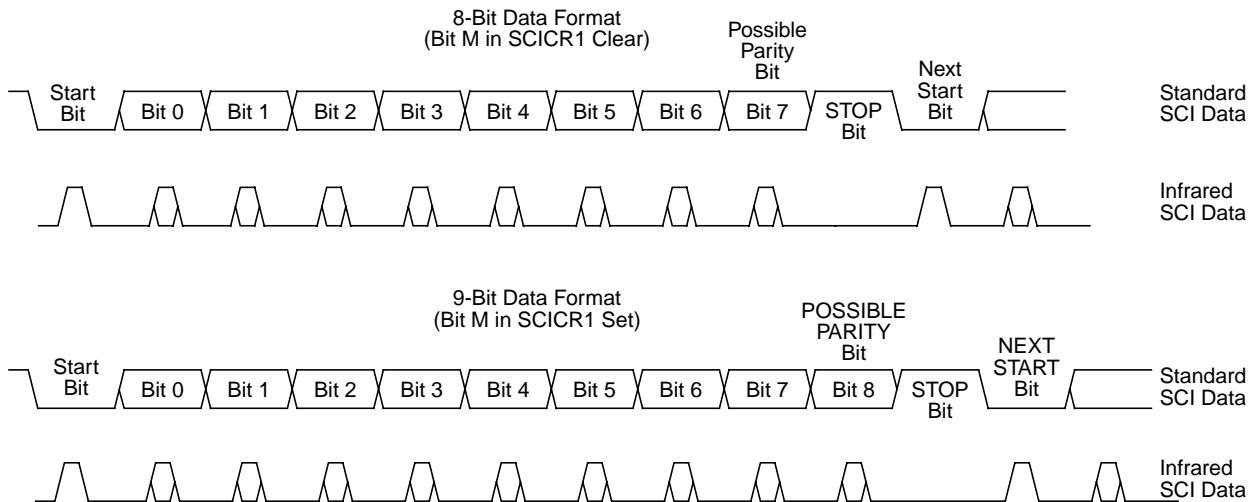 8-Bit Data Format
(Bit M in SCICR1 Clear)
Possible
Parity
Bit
Next
Start
Bit
Start
Bit
Bit 0
Bit 1
Bit 2
Bit 3
Bit 4
Bit 5
Bit 6
Bit 7
STOP
Bit
Standard
SCI Data
Infrared
SCI Data
9-Bit Data Format
(Bit M in SCICR1 Set)
POSSIBLE
PARITY
Bit
NEXT
START
Bit
Start
Bit
Bit 0
Bit 1
Bit 2
Bit 3
Bit 4
Bit 5
Bit 6
Bit 7
Bit 8
STOP
Bit
Standard
SCI Data
Infrared
SCI Data